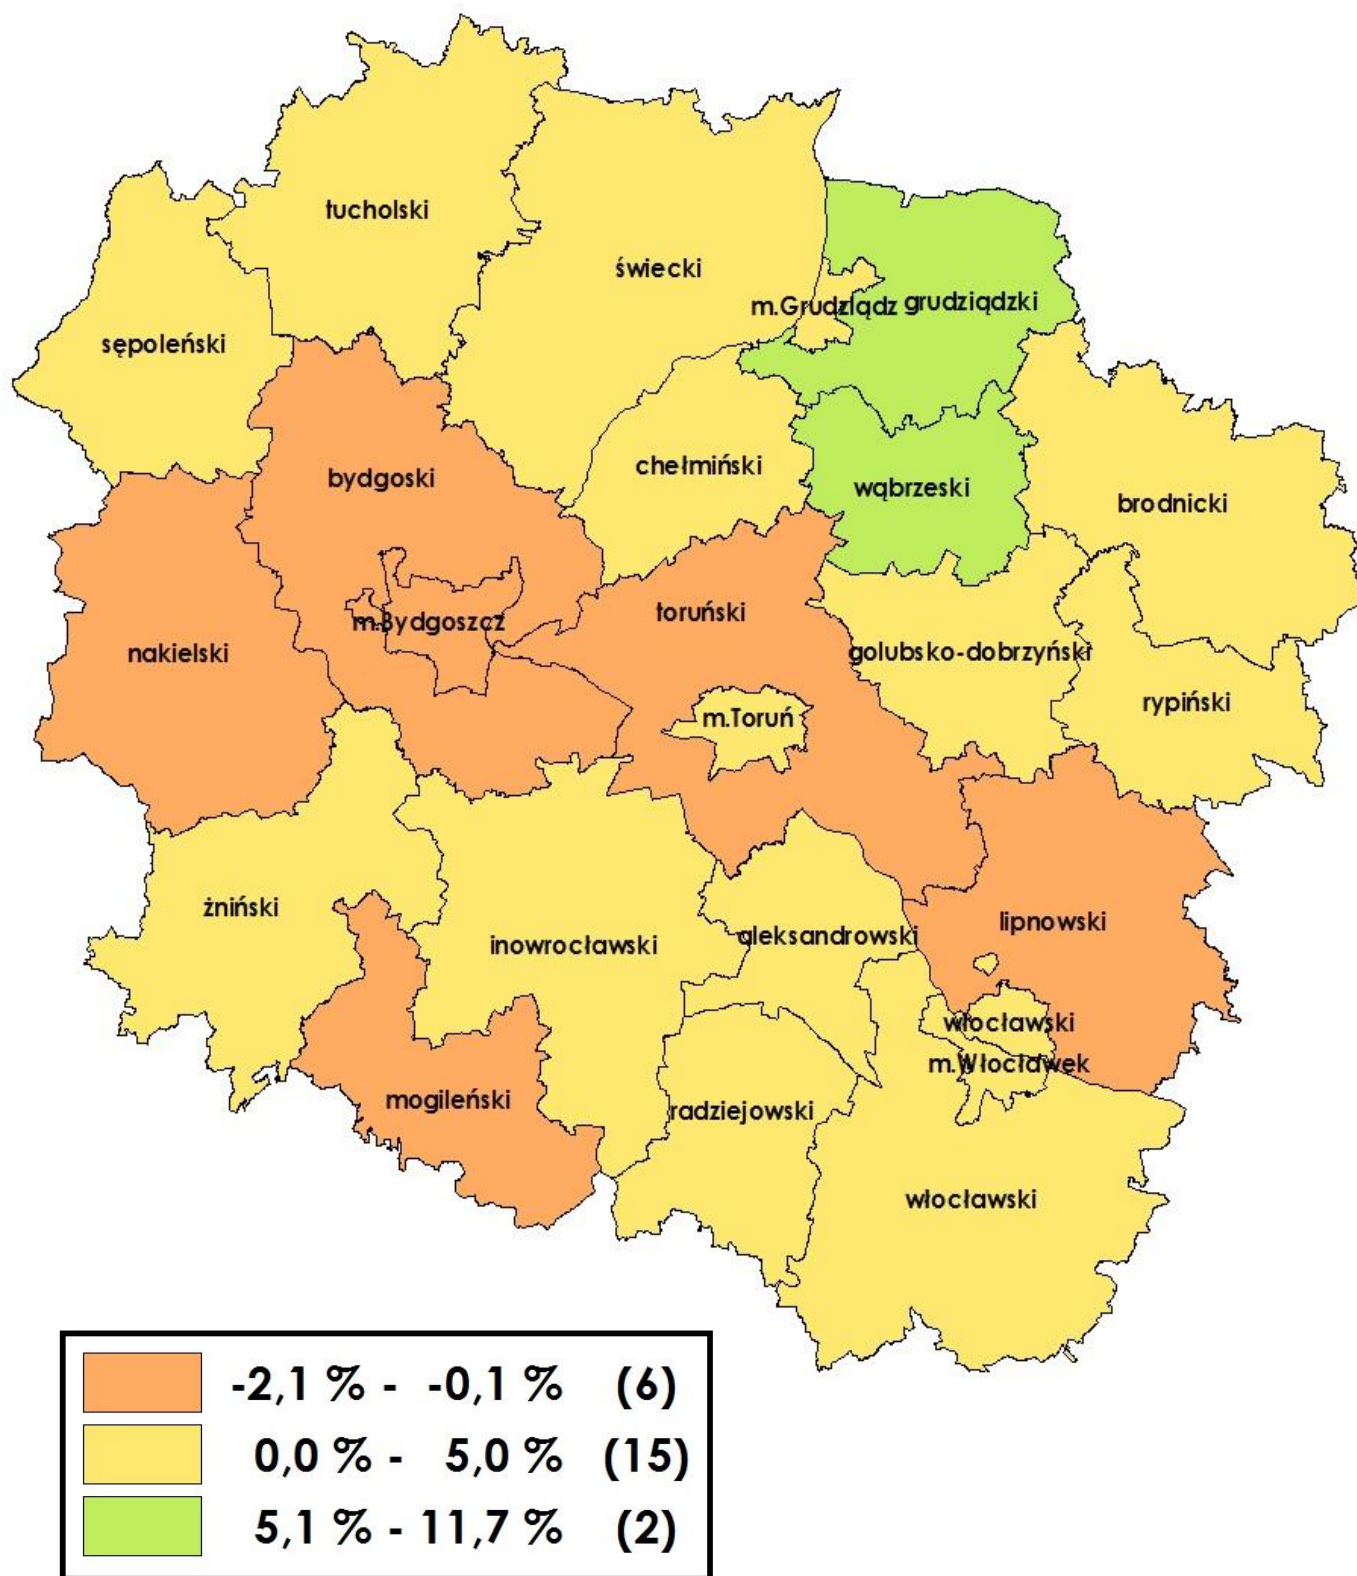 tucholski
świecki
m.Grudziądz
grudziądzki
sępoleński
chełmiński
bydgoski
wąbrzeski
brodnicki
toruński
m.Bydgoszcz
nakielski
golubsko-dobrzyński
rypiński
m.Toruń
żniński
inowrocławski
aleksandrowski
lipnowski
włocławski
m.Włocławek
mogileński
radziejowski
włocławski
-2,1 % - -0,1 % (6)
0,0 % - 5,0 % (15)
5,1 % - 11,7 % (2)